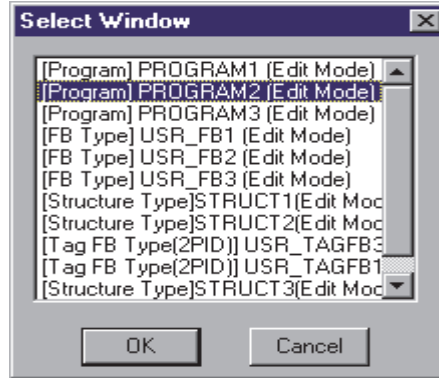 Select Window
[Program] PROGRAM1 (Edit Mode)
[Program] PROGRAM2 (Edit Mode)
[Program] PROGRAM3 (Edit Mode)
[FB Type] USR_FB1 (Edit Mode)
[FB Type] USR_FB2 (Edit Mode)
[FB Type] USR_FB3 (Edit Mode)
[Structure Type]STRUCT1(Edit Moc
[Structure Type]STRUCT2(Edit Moc
[Tag FB Type(2PID)] USR_TAGFB3
[Tag FB Type(2PID)] USR_TAGFB1
[Structure Type]STRUCT3(Edit Moc
OK
Cancel